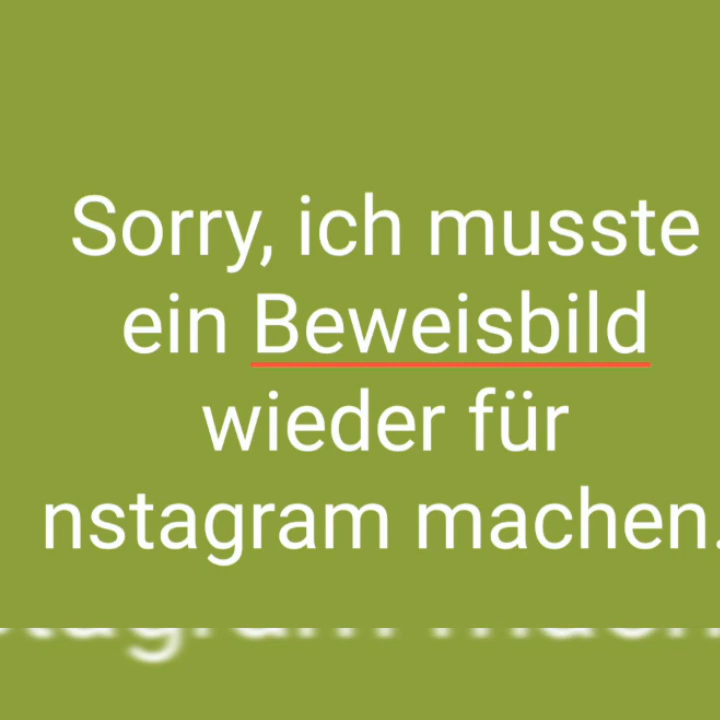 Sorry, ich musste
ein Beweisbild
wieder für
nstagram machen.